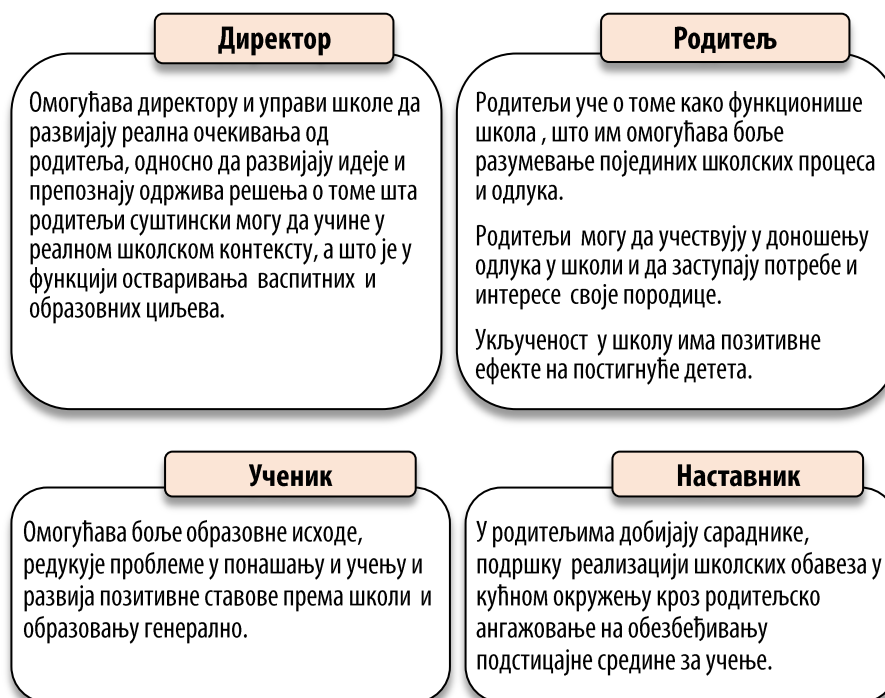 Директор
Омогућава директору и управи школе да
развијају реална очекивања од
родитеља, односно да развијају идеје и
препознају одржива решења о томе шта
родитељи суштински могу да учине у
реалном школском контексту, а што је у
функцији остваривања васпитних и
образовних циљева.
Родитељ
Родитељи уче о томе како функционише
школа , што им омогућава боље
разумевање појединих школских процеса
и одлука.
Родитељи могу да учествују у доношењу
одлука у школи и да заступају потребе и
интересе своје породице.
Укљученост у школу има позитивне
ефекте на постигнуће детета.
Ученик
Омогућава боље образовне исходе,
редукује проблеме у понашању и учењу и
развија позитивне ставове према школи и
образовању генерално.
Наставник
У родитељима добијају сараднике,
подршку реализацији школских обавеза у
кућном окружењу кроз родитељско
ангажовање на обезбеђивању
подстицајне средине за учење.